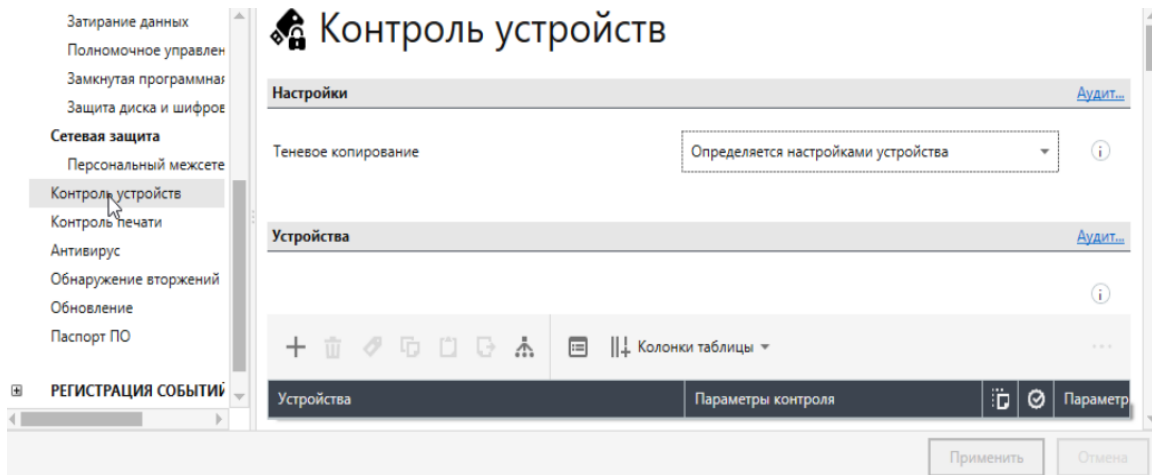 Затирание данных
Полномочное управлен
Замкнутая программная
Защита диска и шифров
Сетевая защита
Персональный межсете
Контроль устройств
Контроль печати
Антивирус
Обнаружение вторжений
Обновление
Паспорт ПО
РЕГИСТРАЦИЯ СОБЫТИЙ
Контроль устройств
Настройки Аудит...
Теневое копирование Определяется настройками устройства
Устройства Аудит...
Колонки таблицы
Устройства Параметры контроля Параметр
Применить Отмена